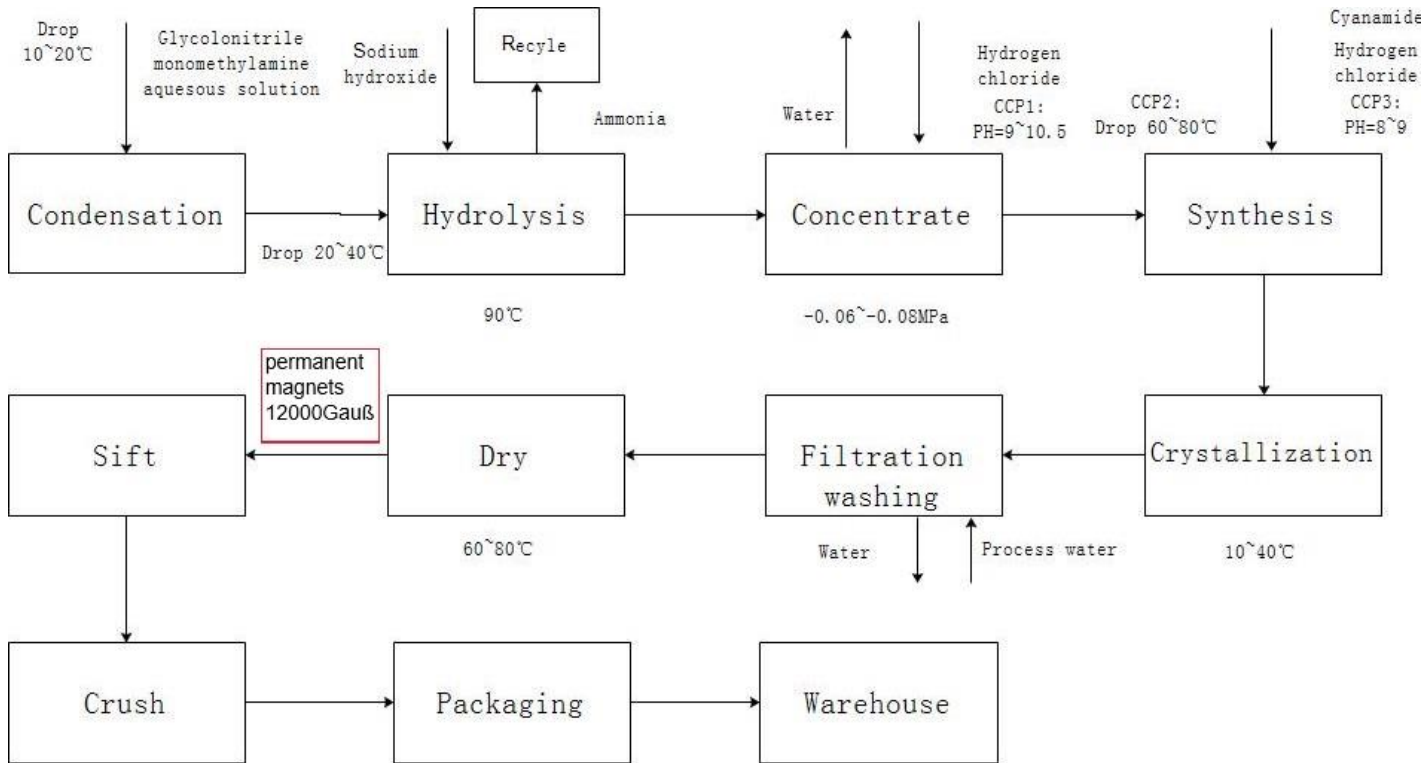 Drop
10~20℃
Glycolonitrile
monomethylamine
aquesous solution
Sodium
hydroxide
Recyle
Ammonia
Water
Hydrogen
chloride
CCP1:
PH=9~10.5
CCP2:
Drop 60~80℃
Cyanamide
Hydrogen
chloride
CCP3:
PH=8~9
Condensation
Drop 20~40℃
Hydrolysis
90℃
Concentrate
-0.06~-0.08MPa
Synthesis
Sift
permanent
magnets
12000Gauß
Dry
60~80℃
Filtration
washing
Water
Process water
Crystallization
10~40℃
Crush
Packaging
Warehouse